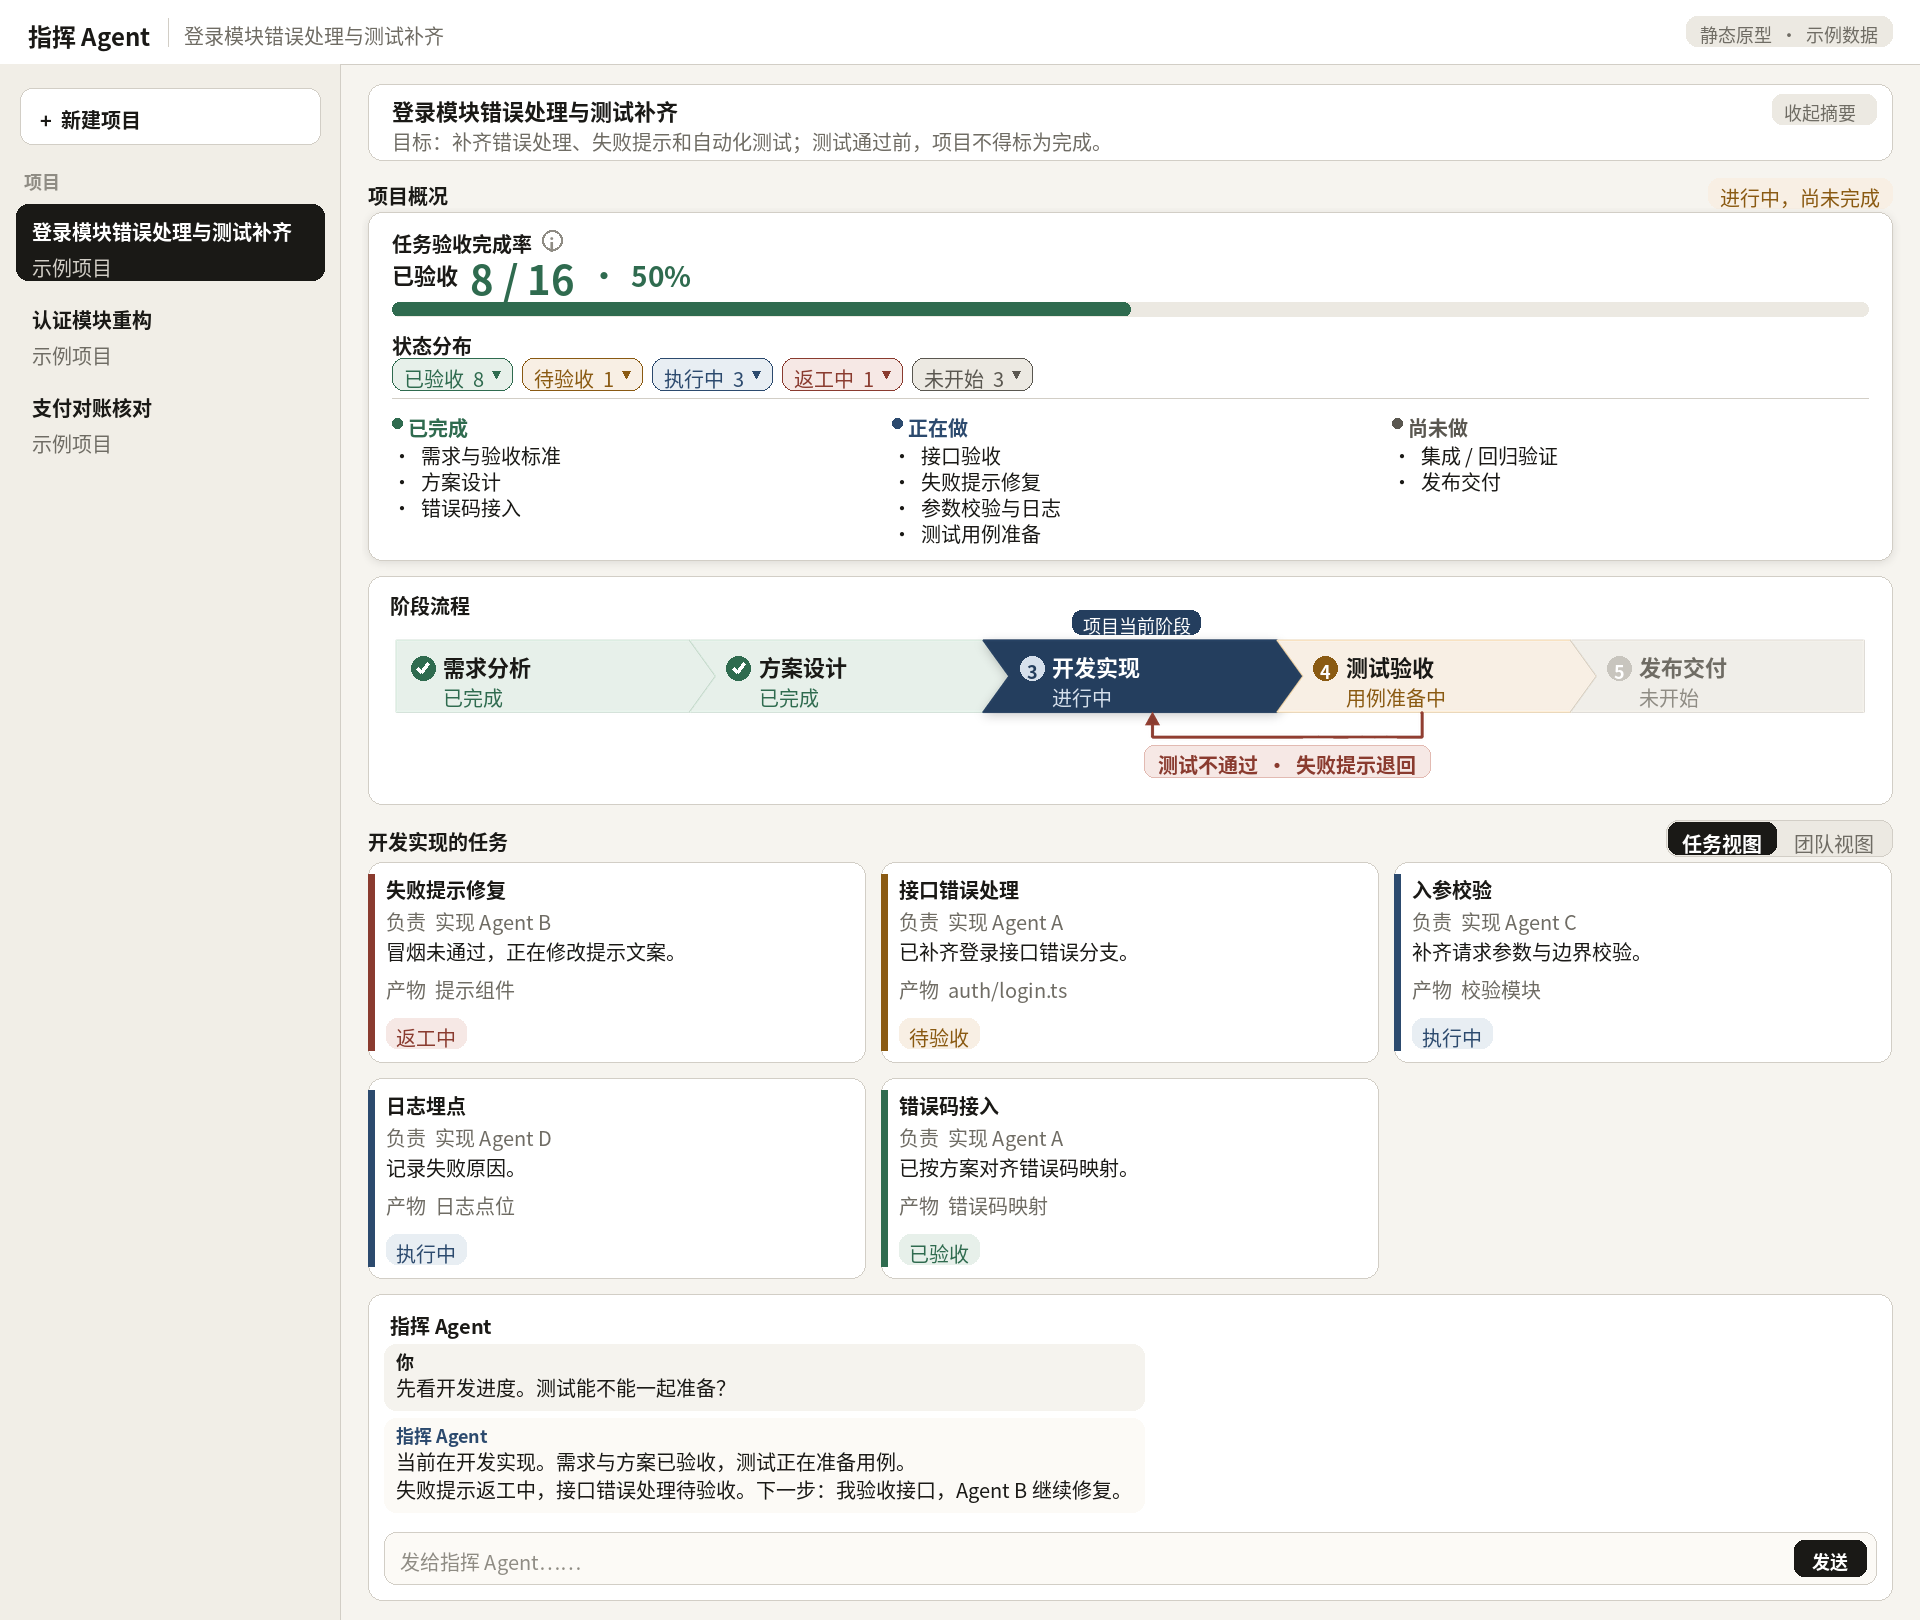 指挥 Agent
登录模块错误处理与测试补齐
静态原型 · 示例数据
+ 新建项目
项目
登录模块错误处理与测试补齐
示例项目
认证模块重构
示例项目
支付对账核对
示例项目
登录模块错误处理与测试补齐
收起摘要
目标：补齐错误处理、失败提示和自动化测试；测试通过前，项目不得标为完成。
项目概况
进行中，尚未完成
任务验收完成率
已验收 8 / 16 · 50%
状态分布
已验收 8
待验收 1
执行中 3
返工中 1
未开始 3
已完成
· 需求与验收标准
· 方案设计
· 错误码接入
正在做
· 接口验收
· 失败提示修复
· 参数校验与日志
· 测试用例准备
尚未做
· 集成 / 回归验证
· 发布交付
阶段流程
项目当前阶段
需求分析
已完成
方案设计
已完成
3 开发实现
进行中
4 测试验收
用例准备中
5 发布交付
未开始
测试不通过 · 失败提示退回
开发实现的任务
任务视图
团队视图
失败提示修复
负责 实现 Agent B
冒烟未通过，正在修改提示文案。
产物 提示组件
返工中
接口错误处理
负责 实现 Agent A
已补齐登录接口错误分支。
产物 auth/login.ts
待验收
入参校验
负责 实现 Agent C
补齐请求参数与边界校验。
产物 校验模块
执行中
日志埋点
负责 实现 Agent D
记录失败原因。
产物 日志点位
执行中
错误码接入
负责 实现 Agent A
已按方案对齐错误码映射。
产物 错误码映射
已验收
指挥 Agent
你
先看开发进度。测试能不能一起准备？
指挥 Agent
当前在开发实现。需求与方案已验收，测试正在准备用例。
失败提示返工中，接口错误处理待验收。下一步：我验收接口，Agent B 继续修复。
发给指挥 Agent……
发送